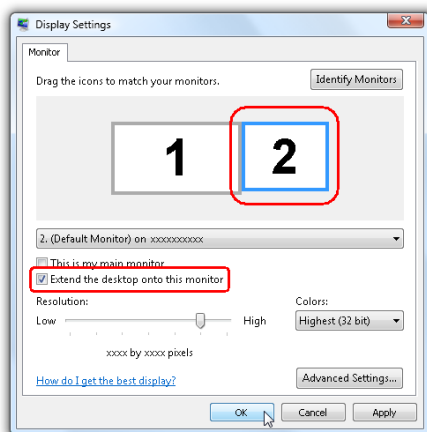 Display Settings
Monitor
Drag the icons to match your monitors.
Identify Monitors
1
2
2. (Default Monitor) on xxxxxxxxxx
This is my main monitor
Extend the desktop onto this monitor
Resolution:
Colors:
Low
High
Highest (32 bit)
xxxx by xxxx pixels
How do I get the best display?
Advanced Settings...
OK
Cancel
Apply